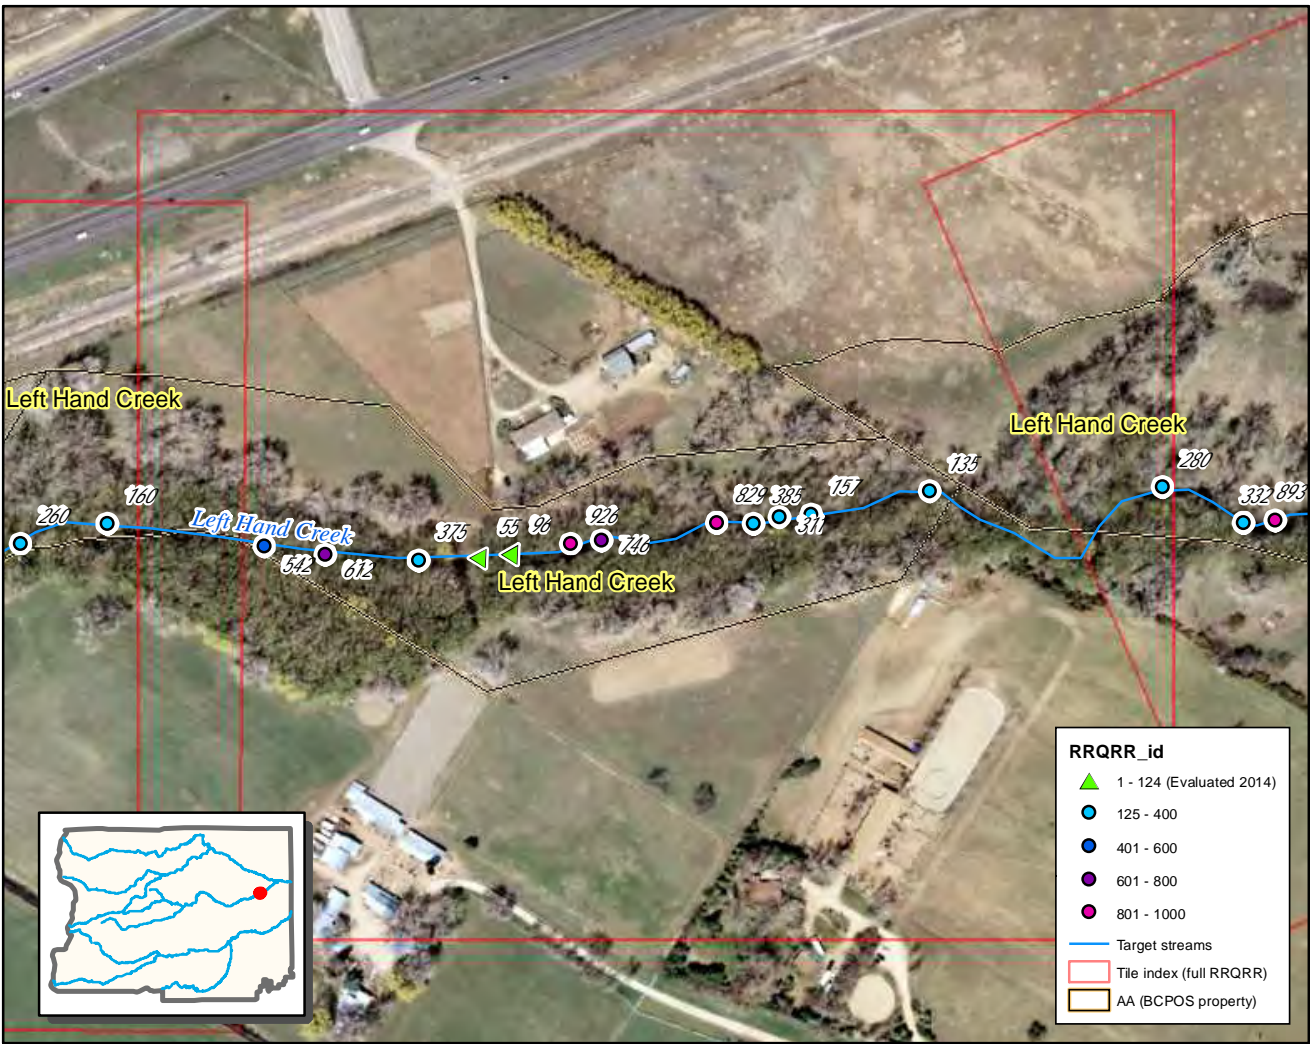 Left Hand Creek
Left Hand Creek
135
280
160
260
Left Hand Creek
375
55
96
926
746
829
385
311
157
332
893
542
612
Left Hand Creek
RRQRR_id
1 - 124 (Evaluated 2014)
125 - 400
401 - 600
601 - 800
801 - 1000
Target streams
Tile index (full RRQRR)
AA (BCPOS property)